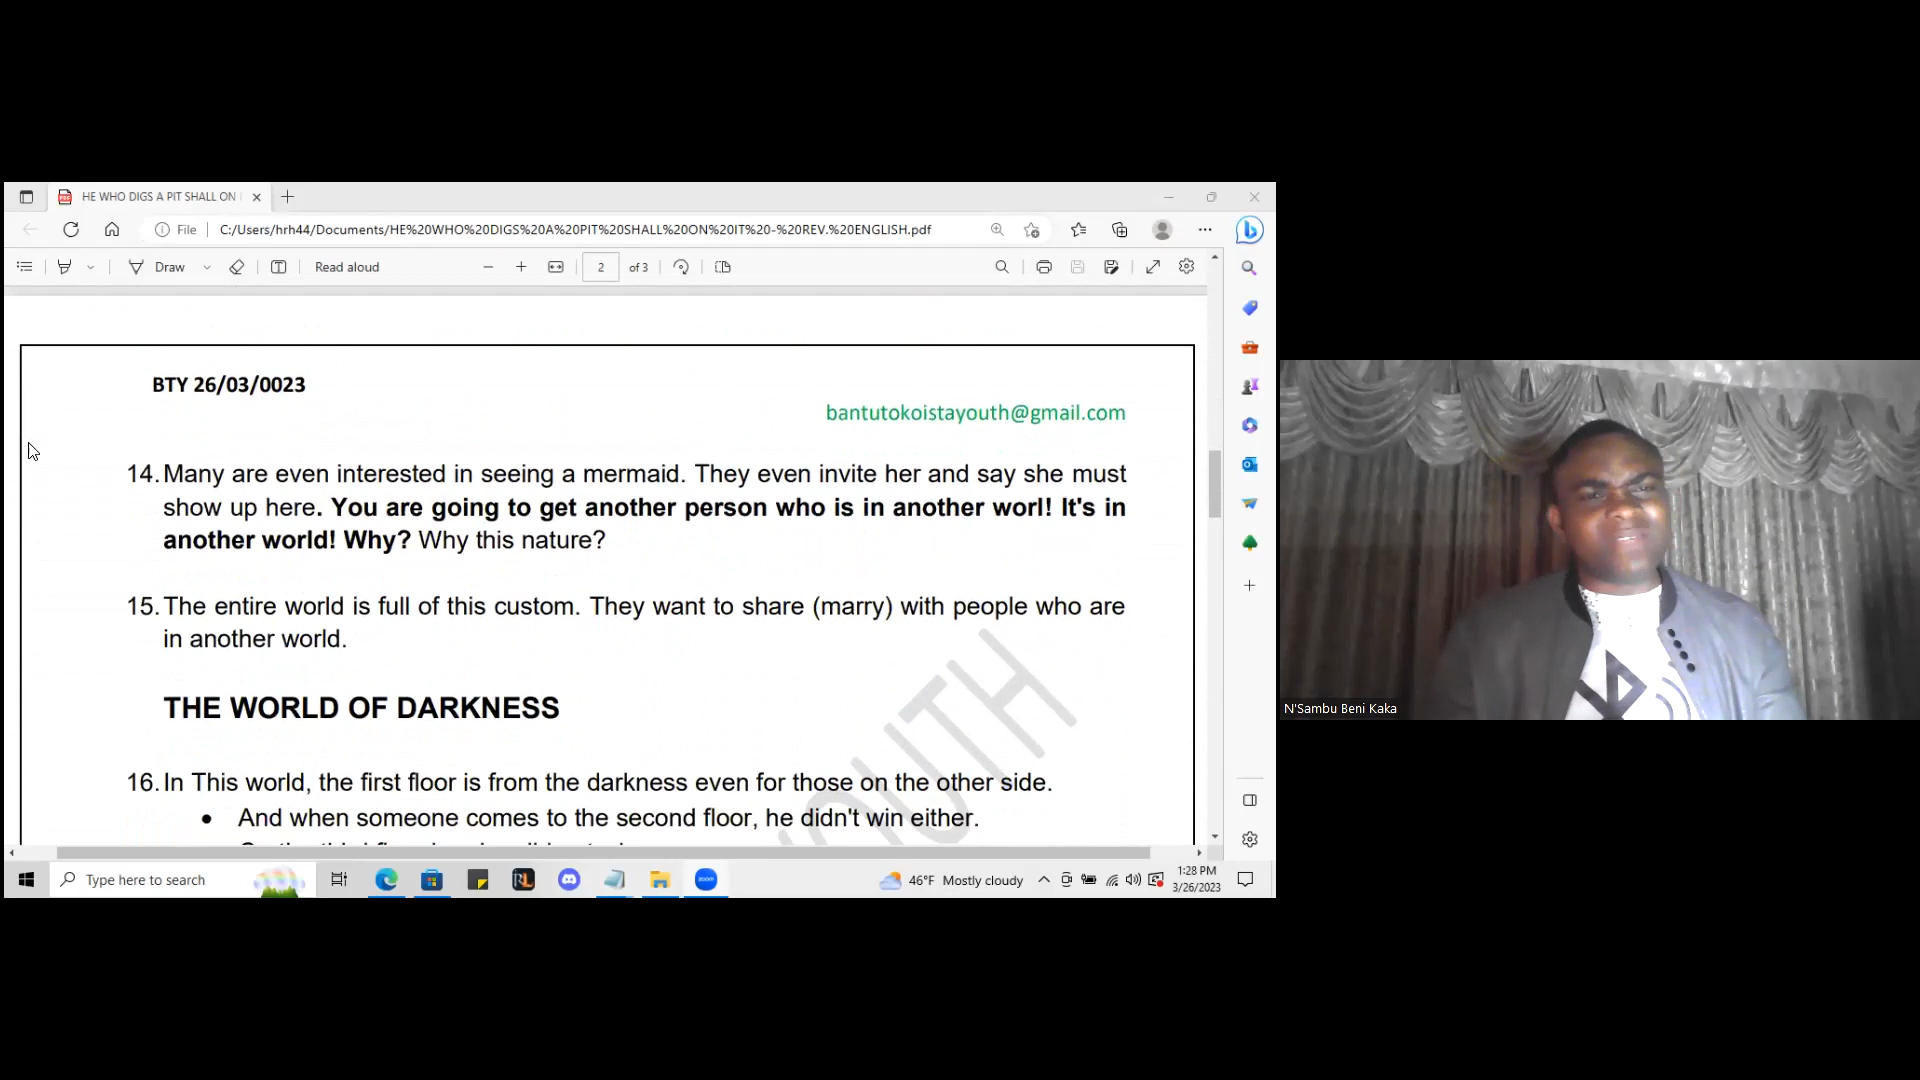 HE WHO DIGS A PIT SHALL ON
File
C:/Users/hrh44/Documents/HE%20WHO%20DIGS%20A%20PIT%20SHALL%20ON%20IT%20-%20REV.%20ENGLISH.pdf
Draw
Read aloud
2 of 3
BTY 26/03/0023
bantutokoistayouth@gmail.com
14. Many are even interested in seeing a mermaid. They even invite her and say she must
show up here. You are going to get another person who is in another worl! It's in
another world! Why? Why this nature?
15. The entire world is full of this custom. They want to share (marry) with people who are
in another world.
THE WORLD OF DARKNESS
16. In This world, the first floor is from the darkness even for those on the other side.
• And when someone comes to the second floor, he didn't win either.
YOUTH
N'Sambu Beni Kaka
Type here to search
RL
zoom
46°F Mostly cloudy
1:28 PM
3/26/2023